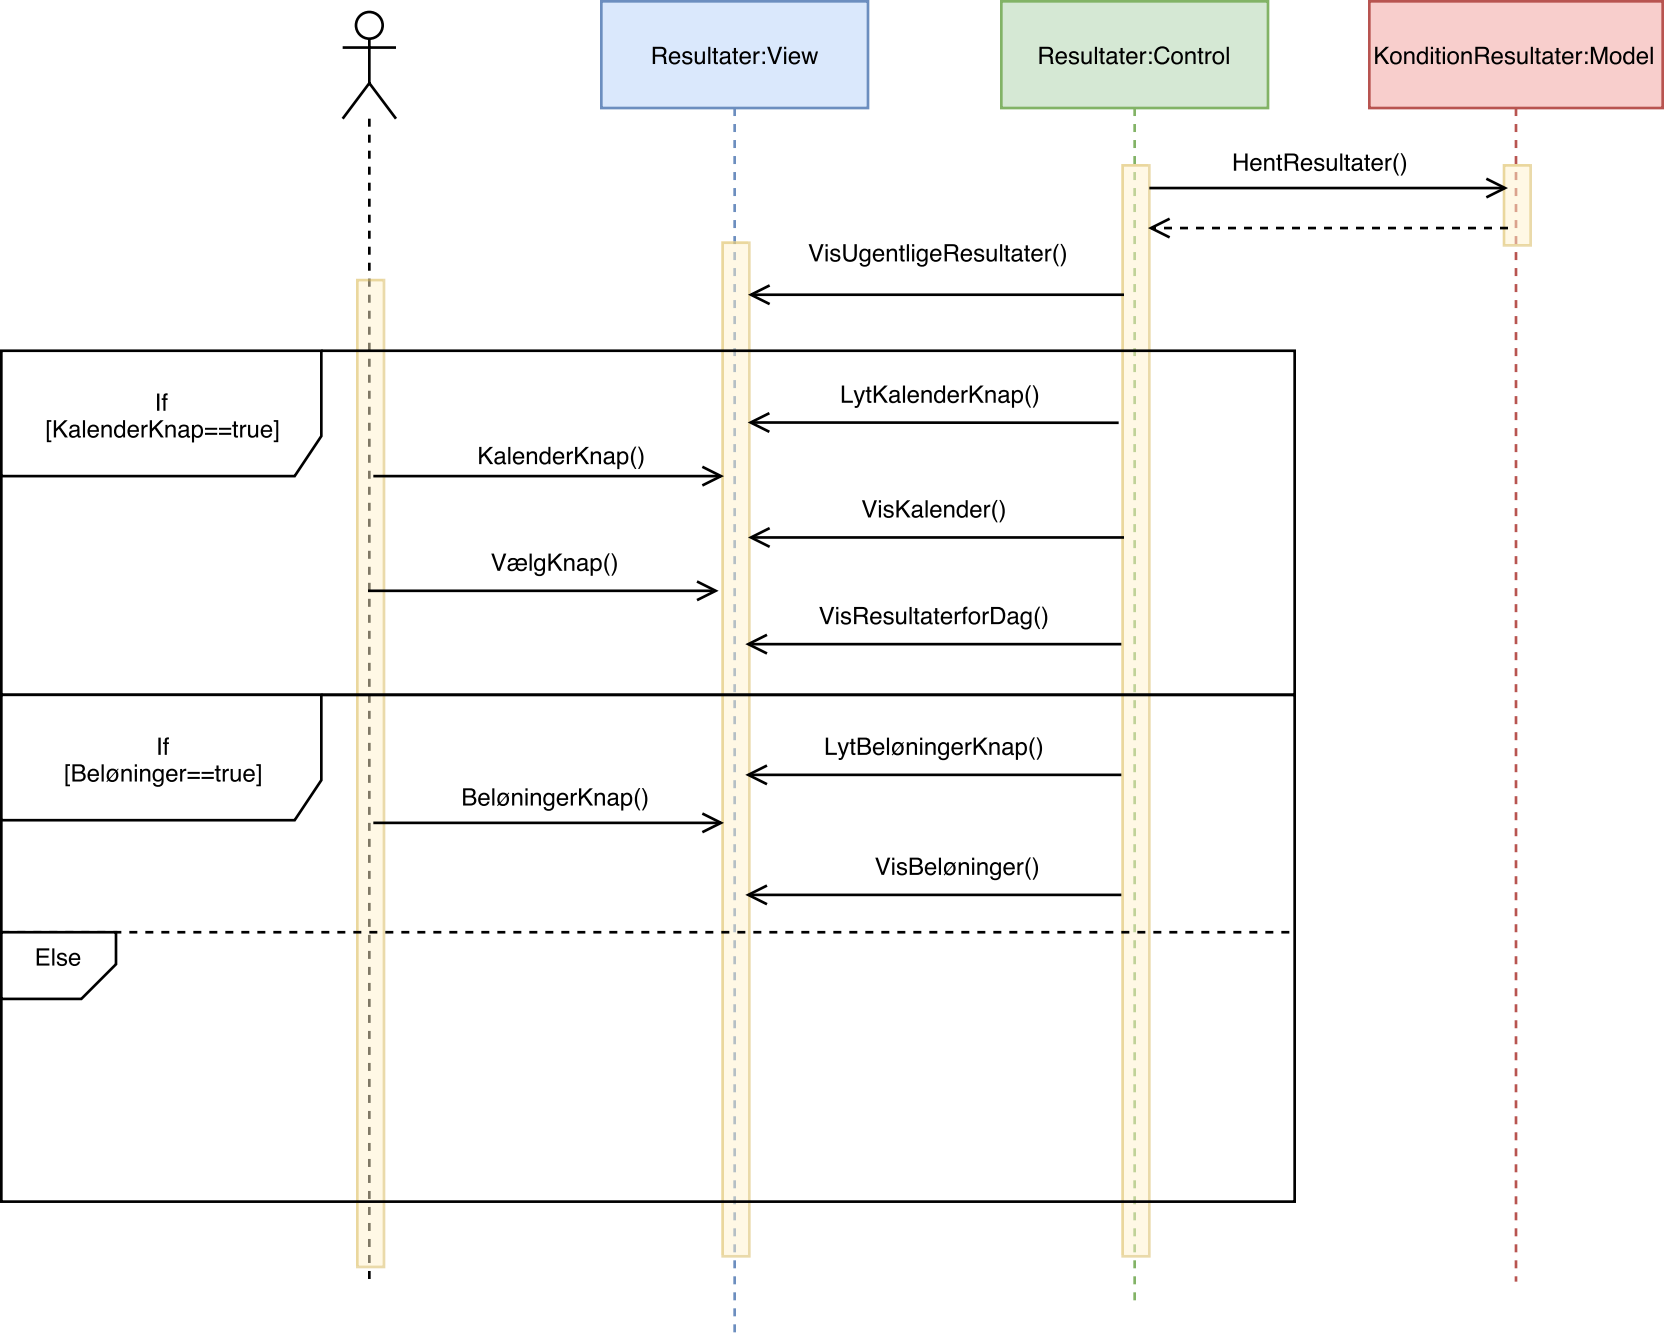 Resultater:View
Resultater:Control
KonditionResultater:Model
HentResultater()
VisUgentligeResultater()
If
[KalenderKnap==true]
LytKalenderKnap()
KalenderKnap()
VisKalender()
VælgKnap()
VisResultaterforDag()
If
[Beløninger==true]
LytBeløningerKnap()
BeløningerKnap()
VisBeløninger()
Else